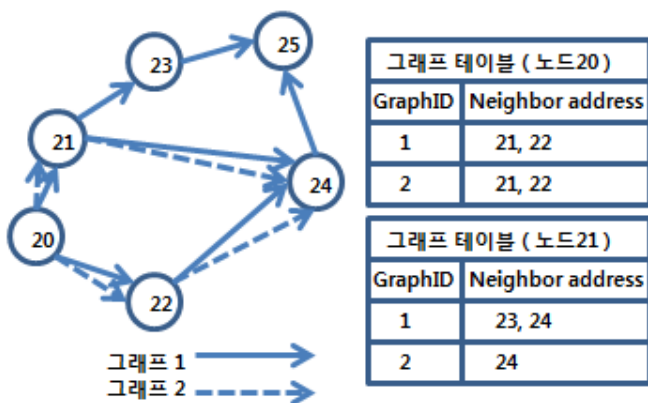 25
23
21
24
20
22
그래프 1
그래프 2
그래프 테이블 ( 노드20 )
GraphID Neighbor address
1 21, 22
2 21, 22
그래프 테이블 ( 노드21 )
GraphID Neighbor address
1 23, 24
2 24